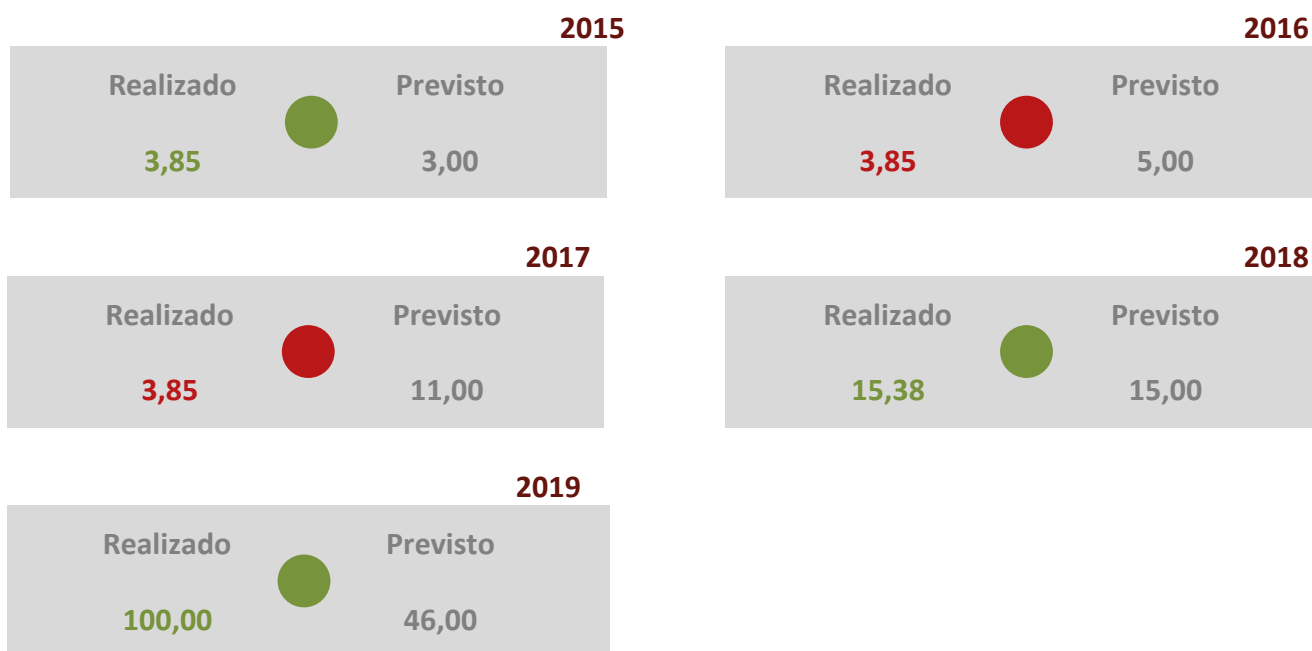 2015
Realizado Previsto
3,85 3,00
2016
Realizado Previsto
3,85 5,00
2017
Realizado Previsto
3,85 11,00
2018
Realizado Previsto
15,38 15,00
2019
Realizado Previsto
100,00 46,00